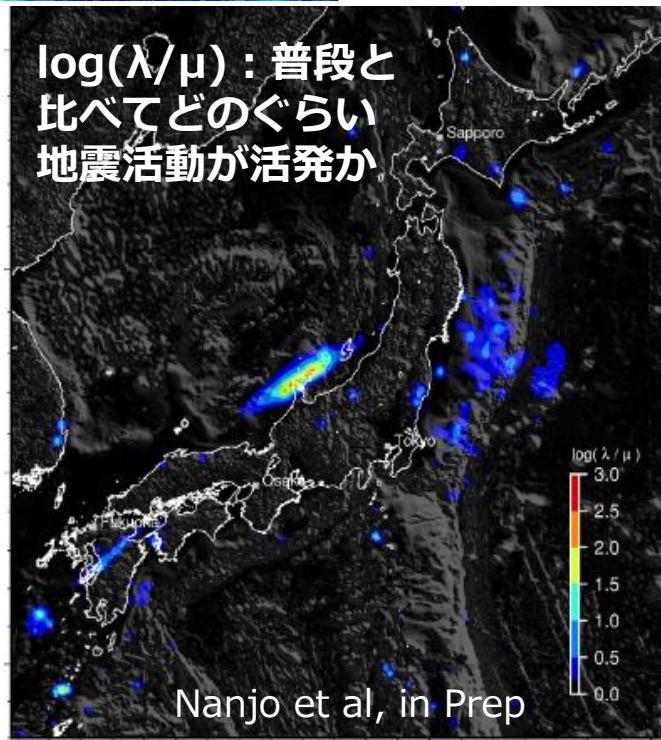 log(λ/μ) : 普段と
比べてどのぐらい
地震活動が活発か
Sapporo
Tokyo
Osaka
Fukuoka
log( λ / μ )
3.0
2.5
2.0
1.5
1.0
0.5
0.0
Nanjo et al, in Prep